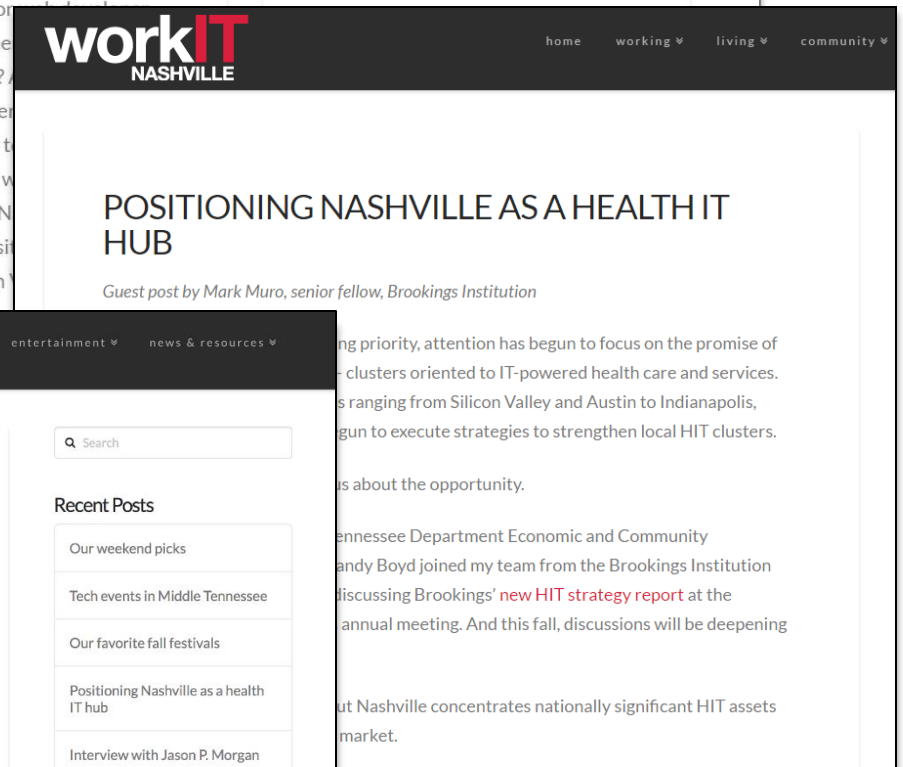 workIT
NASHVILLE
home working living community
POSITIONING NASHVILLE AS A HEALTH IT
HUB
Guest post by Mark Muro, senior fellow, Brookings Institution
priority, attention has begun to focus on the promise of
- clusters oriented to IT-powered health care and services.
ranging from Silicon Valley and Austin to Indianapolis,
to execute strategies to strengthen local HIT clusters.
us about the opportunity.
Department Economic and Community
Boyd joined my team from the Brookings Institution
discussing Brookings' new HIT strategy report at the
annual meeting. And this fall, discussions will be deepening
Nashville concentrates nationally significant HIT assets
market.
entertainment news & resources
Search
Recent Posts
Our weekend picks
Tech events in Middle Tennessee
Our favorite fall festivals
Positioning Nashville as a health
IT hub
Interview with Jason P. Morgan